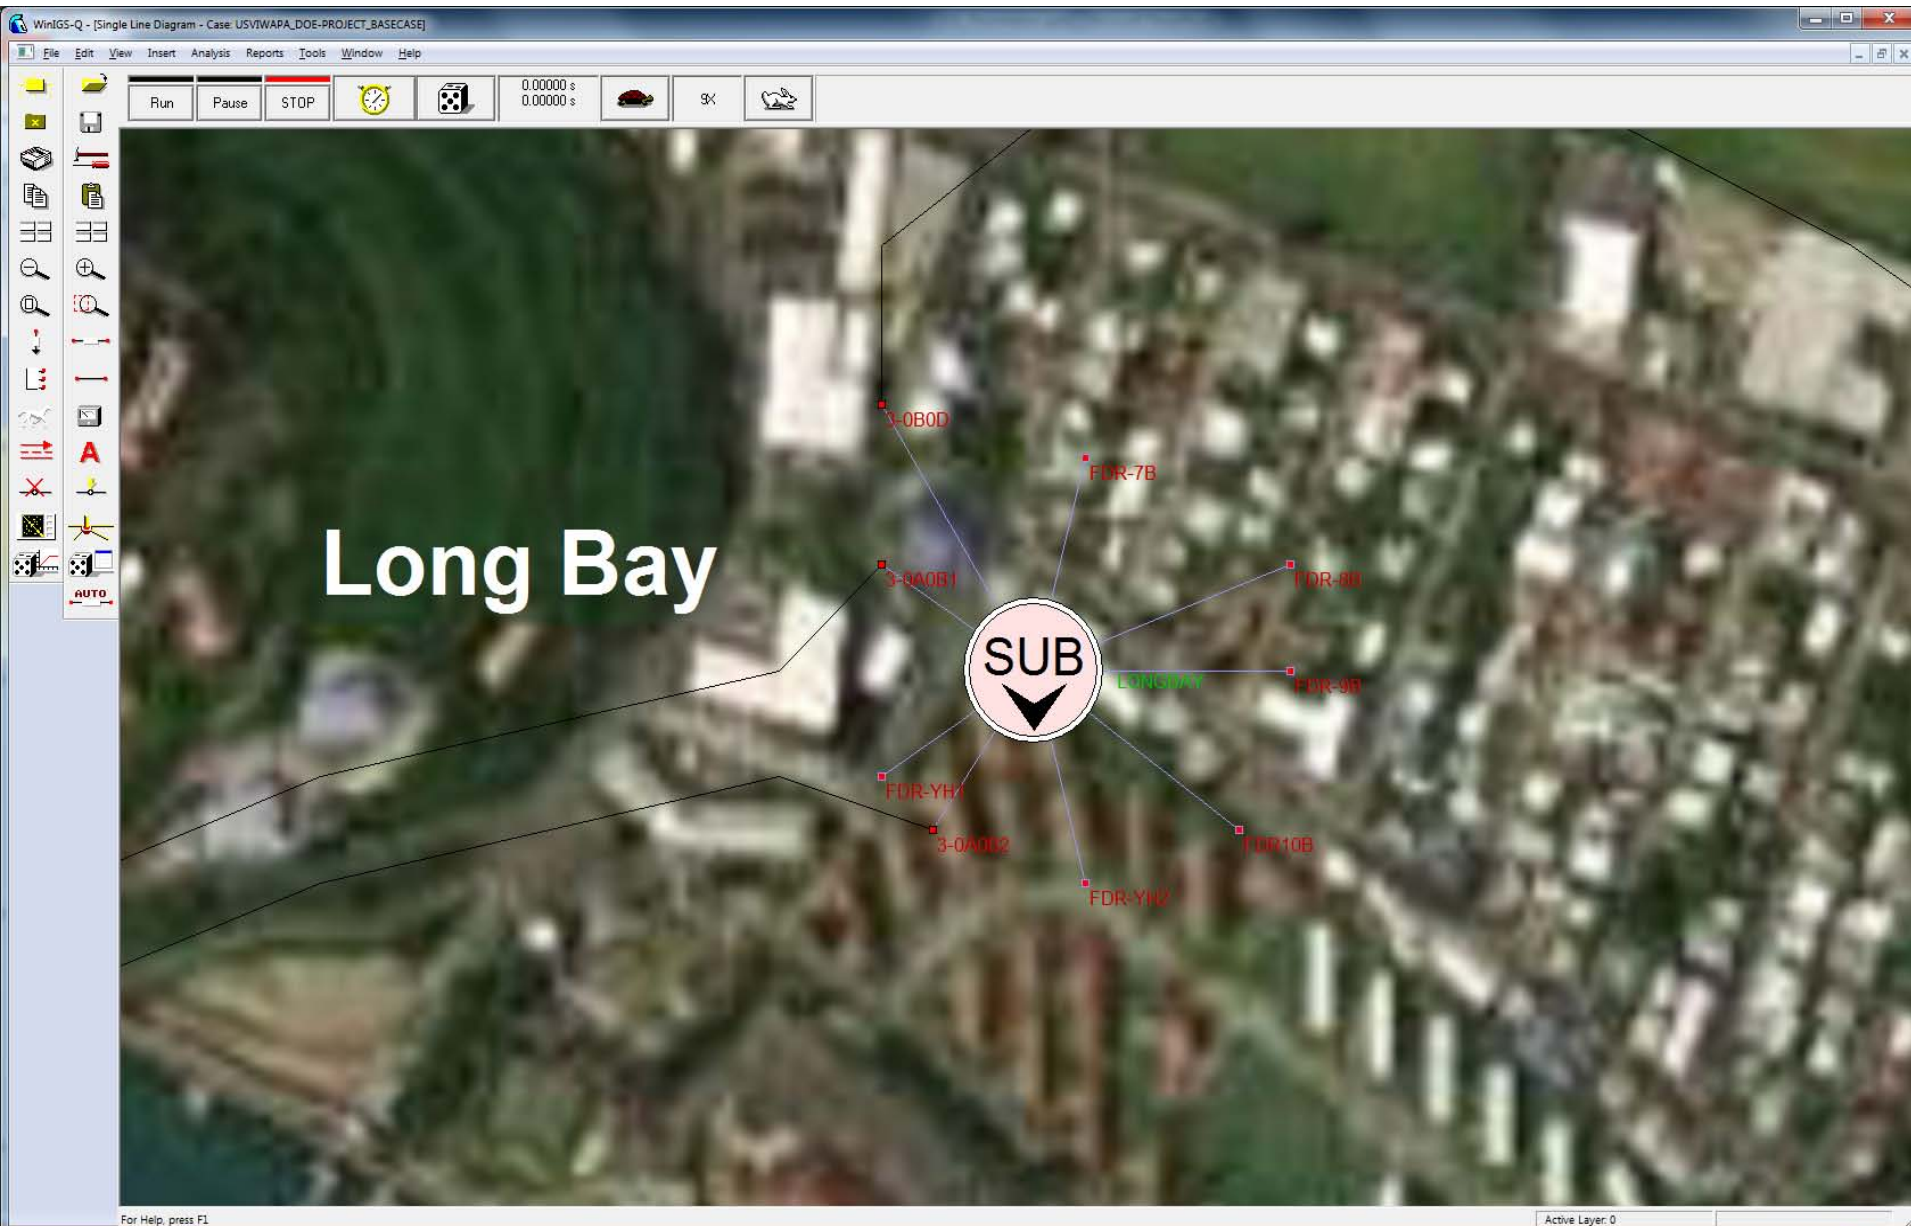 WinIGS-Q - [Single Line Diagram - Case: USVIWAPA_DOE-PROJECT_BASECASE]
File Edit View Insert Analysis Reports Tools Window Help
Run Pause STOP
0.00000 s
0.00000 s
9X
3-0B0D
FDR-7B
Long Bay
3-0A0B1
FDR-8B
SUB
LONGBAY
FDR-9B
FDR-YH1
3-0A0B2
FDR10B
FDR-YH2
A
AUTO
For Help, press F1
Active Layer: 0